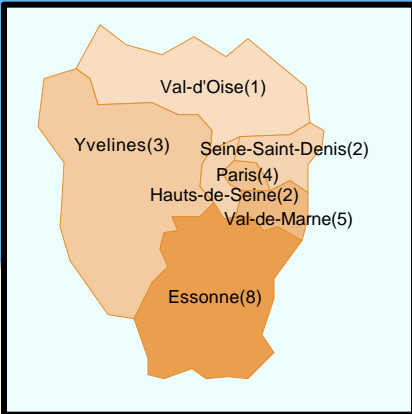 Val-d'Oise(1)
Yvelines(3)
Seine-Saint-Denis(2)
Paris(4)
Hauts-de-Seine(2)
Val-de-Marne(5)
Essonne(8)